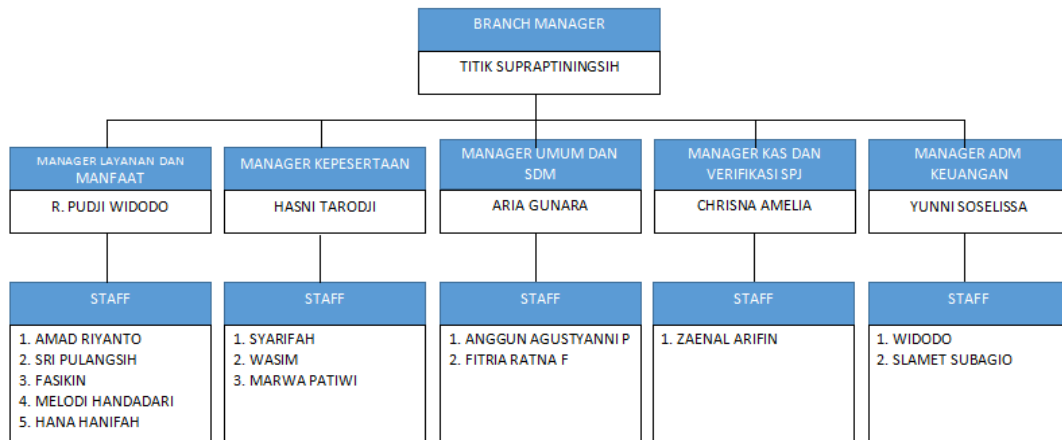 BRANCH MANAGER
TITIK SUPRAPTININGSIH
MANAGER LAYANAN DAN
MANFAAT
R. PUDJI WIDODO
MANAGER KEPESERTAAN
HASNI TARODJI
MANAGER UMUM DAN
SDM
ARIA GUNARA
MANAGER KAS DAN
VERIFIKASI SPJ
CHRISNA AMELIA
MANAGER ADM
KEUANGAN
YUNNI SOSELISSA
STAFF
1. AMAD RIYANTO
2. SRI PULANGSIH
3. FASIKIN
4. MELODI HANDADARI
5. HANA HANIFAH
STAFF
1. SYARIFAH
2. WASIM
3. MARWA PATIWI
STAFF
1. ANGGUN AGUSTYANNI P
2. FITRIA RATNA F
STAFF
1. ZAENAL ARIFIN
STAFF
1. WIDODO
2. SLAMET SUBAGIO